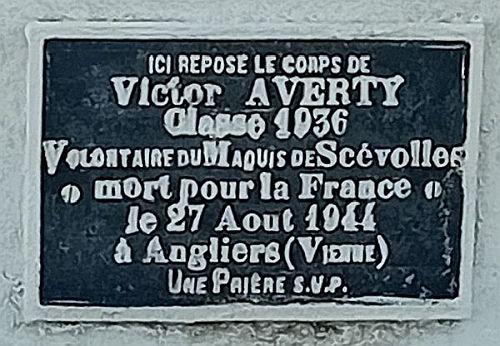 ICI REPOSE LE CORPS DE
Victor AVERTY
Classe 1936
VOLONTAIRE DU MAQUIS DE Scévolles
mort pour la France
le 27 Aout 1944
à Angliers (VIENNE)
UNE PRIÈRE S.V.P.